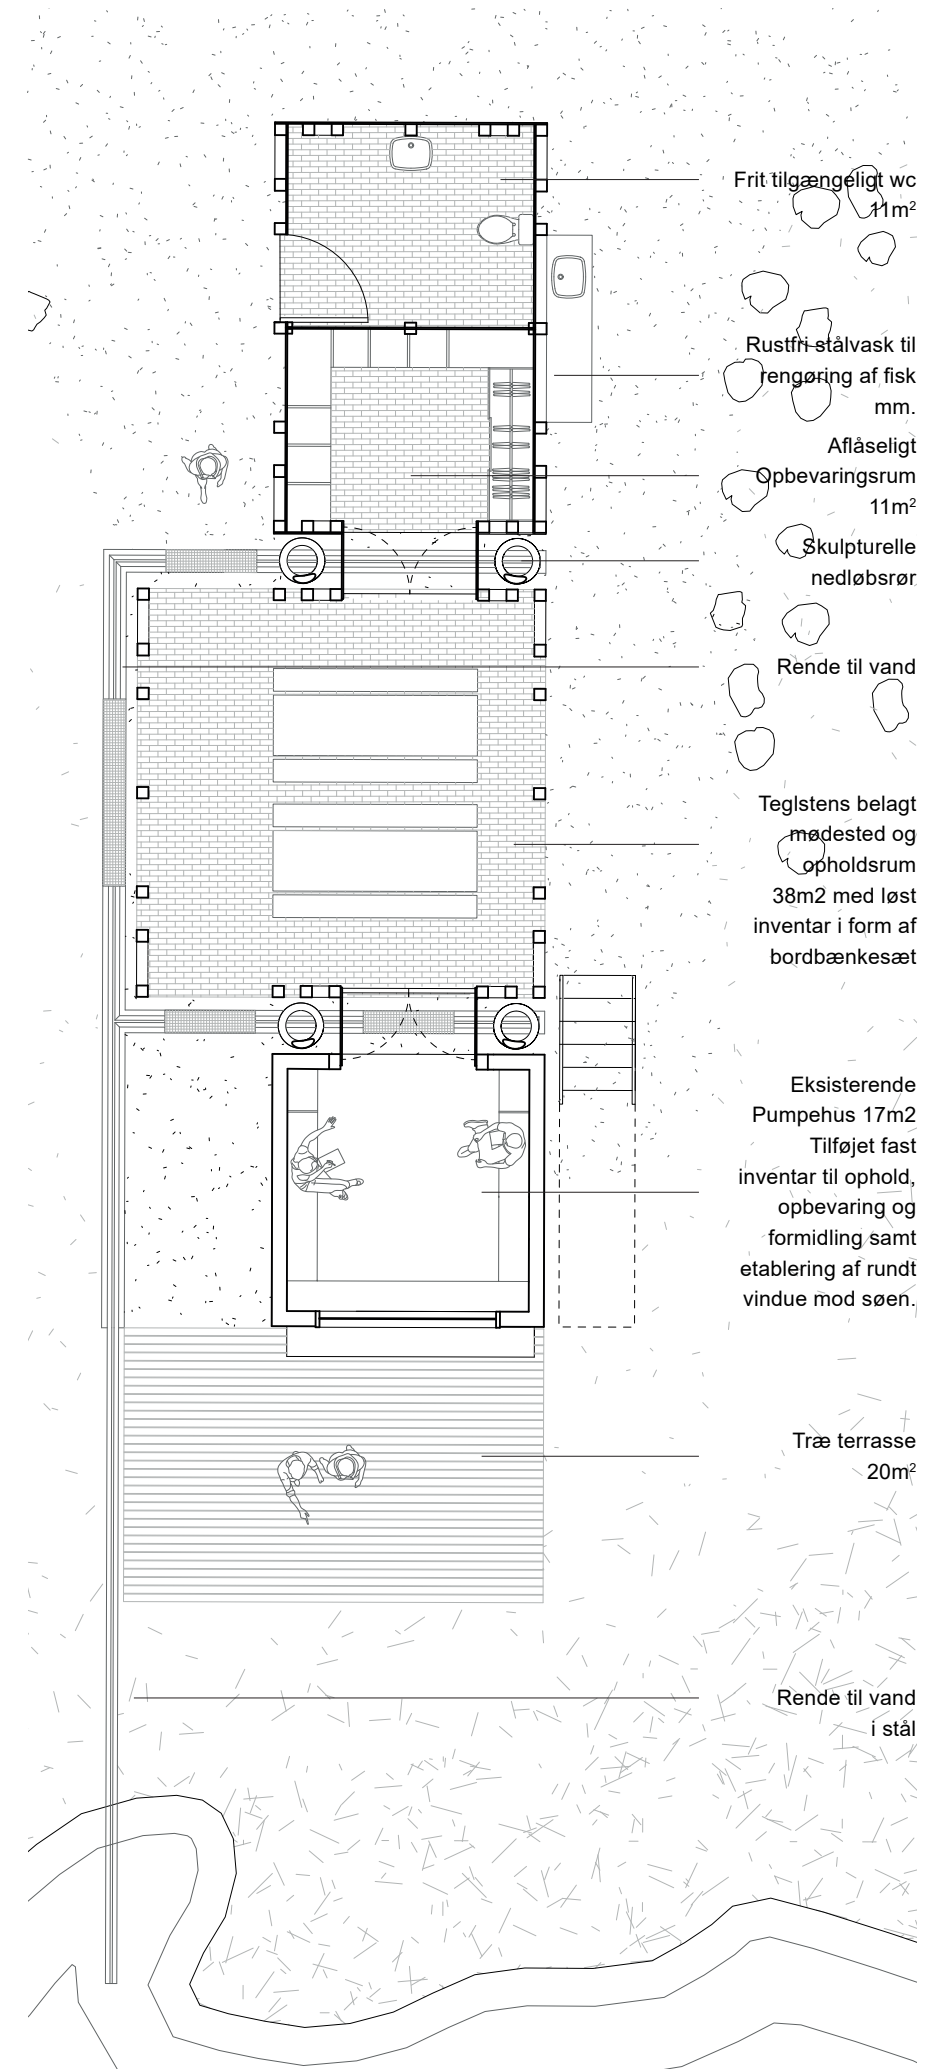 Frit tilgængeligt wc
11m²
Rustfri stålvask til
rengøring af fisk
mm.
Aflåseligt
Opbevaringsrum
11m²
Skulpturelle
nedløbsrør
Rende til vand
Teglstens belagt
mødested og
opholdsrum
38m2 med løst
inventar i form af
bordbænkesæt
Eksisterende
Pumpehus 17m2
Tilføjet fast
inventar til ophold,
opbevaring og
formidling samt
etablering af rundt
vindue mod søen.
Træ terrasse
20m²
Rende til vand
i stål